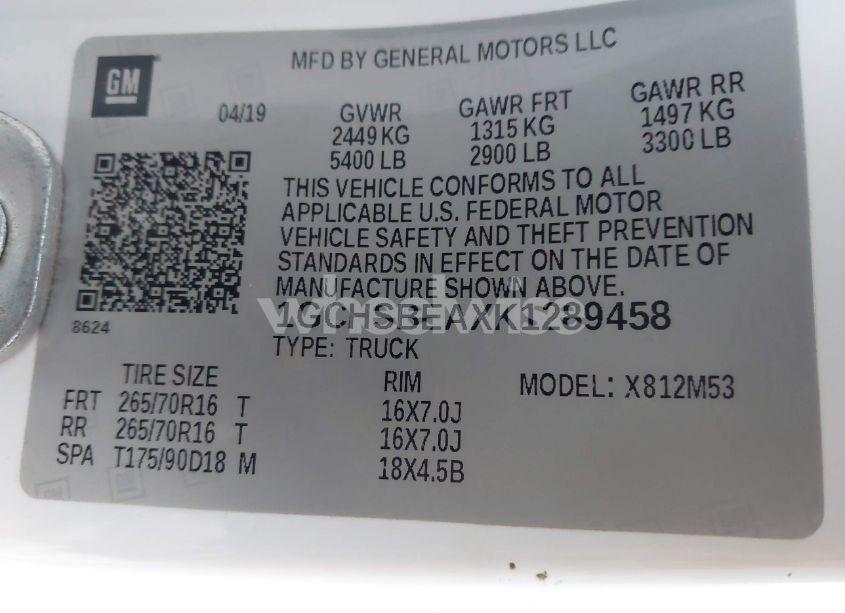 MFD BY GENERAL MOTORS LLC
GM
04/19 GVWR GAWR FRT GAWR RR
2449 KG 1315 KG 1497 KG
5400 LB 2900 LB 3300 LB
THIS VEHICLE CONFORMS TO ALL
APPLICABLE U.S. FEDERAL MOTOR
VEHICLE SAFETY AND THEFT PREVENTION
STANDARDS IN EFFECT ON THE DATE OF
MANUFACTURE SHOWN ABOVE.
1GCHSBEAXK1289458
8624
TYPE: TRUCK
TIRE SIZE RIM MODEL: X812M53
FRT 265/70R16 T 16X7.0J
RR 265/70R16 T 16X7.0J
SPA T175/90D18 M 18X4.5B
GM